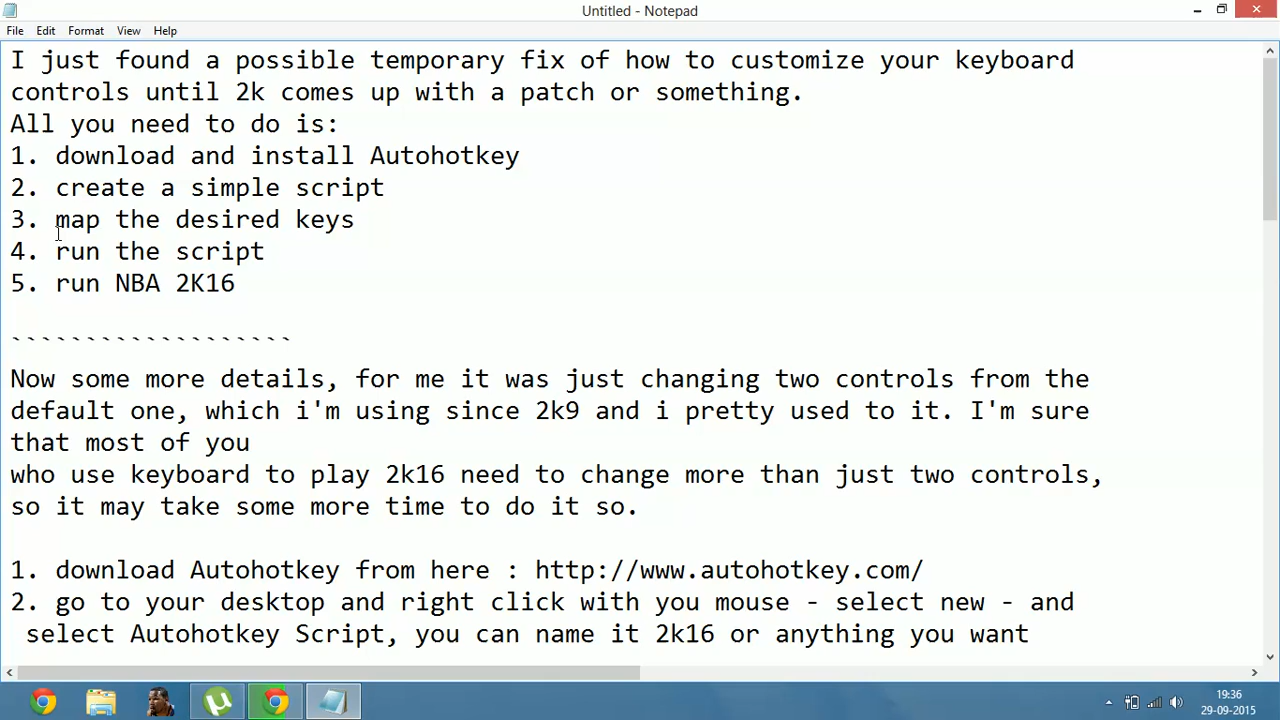 Untitled - Notepad
File Edit Format View Help
I just found a possible temporary fix of how to customize your keyboard
controls until 2k comes up with a patch or something.
All you need to do is:
1. download and install Autohotkey
2. create a simple script
3. map the desired keys
4. run the script
5. run NBA 2K16
```````````````````
Now some more details, for me it was just changing two controls from the
default one, which i'm using since 2k9 and i pretty used to it. I'm sure
that most of you
who use keyboard to play 2k16 need to change more than just two controls,
so it may take some more time to do it so.
1. download Autohotkey from here : http://www.autohotkey.com/
2. go to your desktop and right click with you mouse - select new - and
select Autohotkey Script, you can name it 2k16 or anything you want
19:36
29-09-2015